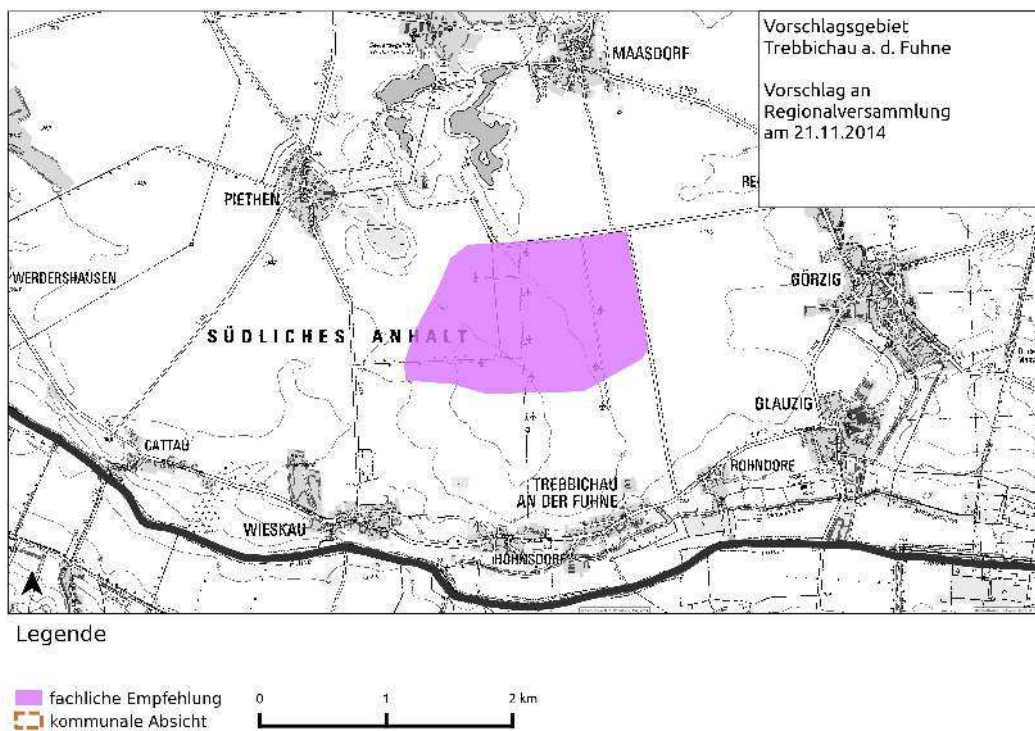 Vorschlagsgebiet
Trebbichau a. d. Fuhne
Vorschlag an
Regionalversammlung
am 21.11.2014
MAASDORF
PIETHEN
WERDERSHAUSEN
GÖRZIG
SÜDLICHES ANHALT
GLAUZIG
CATTAU
ROHNDORF
TREBBICHAU
AN DER FUHNE
WIESKAU
HOHNSDORF
Legende
fachliche Empfehlung
kommunale Absicht
0 1 2 km